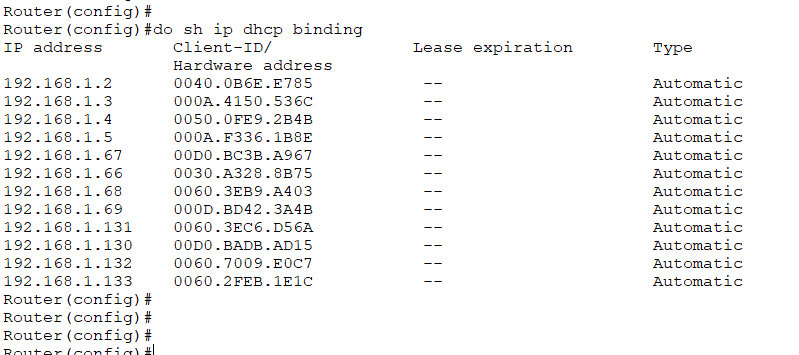 Router(config)#
Router(config)#do sh ip dhcp binding
IP address       Client-ID/              Lease expiration        Type
                 Hardware address
192.168.1.2      0040.0B6E.E785           --                     Automatic
192.168.1.3      000A.4150.536C           --                     Automatic
192.168.1.4      0050.0FE9.2B4B           --                     Automatic
192.168.1.5      000A.F336.1B8E           --                     Automatic
192.168.1.67     00D0.BC3B.A967           --                     Automatic
192.168.1.66     0030.A328.8B75           --                     Automatic
192.168.1.68     0060.3EB9.A403           --                     Automatic
192.168.1.69     000D.BD42.3A4B           --                     Automatic
192.168.1.131    0060.3EC6.D56A           --                     Automatic
192.168.1.130    00D0.BADB.AD15           --                     Automatic
192.168.1.132    0060.7009.E0C7           --                     Automatic
192.168.1.133    0060.2FEB.1E1C           --                     Automatic
Router(config)#
Router(config)#
Router(config)#
Router(config)#